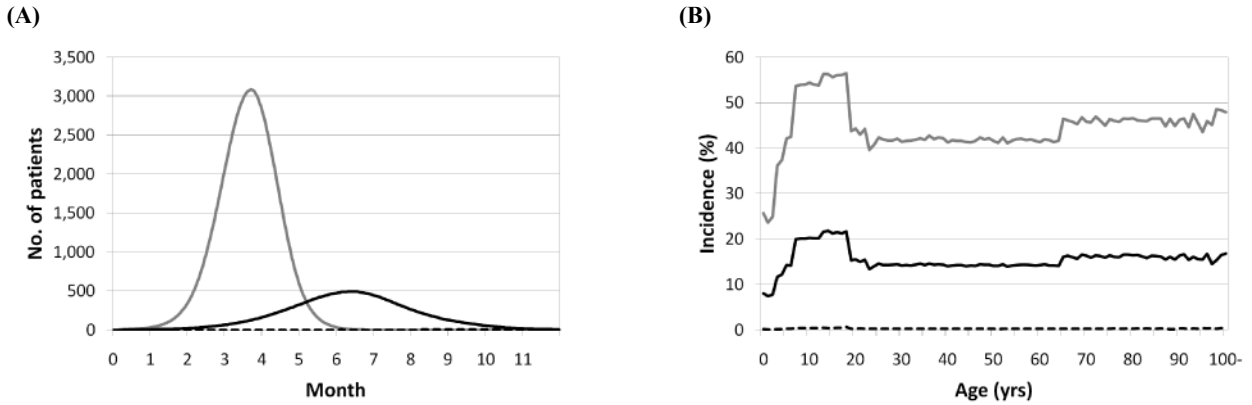 (A)
3,500
3,000
2,500
2,000
1,500
1,000
500
0
No. of patients
0 1 2 3 4 5 6 7 8 9 10 11
Month
(B)
60
50
40
30
20
10
0
Incidence (%)
0 10 20 30 40 50 60 70 80 90 100-
Age (yrs)